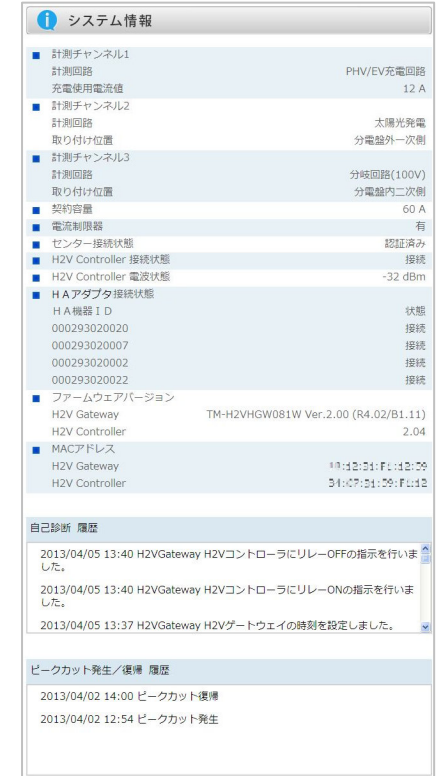 システム情報
計測チャンネル1
計測回路 PHV/EV充電回路
充電使用電流値 12 A
計測チャンネル2
計測回路 太陽光発電
取り付け位置 分電盤外一次側
計測チャンネル3
計測回路 分岐回路(100V)
取り付け位置 分電盤内二次側
契約容量 60 A
電流制限器 有
センター接続状態 認証済み
H2V Controller 接続状態 接続
H2V Controller 電波状態 -32 dBm
ＨＡアダプタ接続状態
ＨＡ機器ＩＤ 状態
000293020020 接続
000293020007 接続
000293020002 接続
000293020022 接続
ファームウェアバージョン
H2V Gateway TM-H2VHGW081W Ver.2.00 (R4.02/B1.11)
H2V Controller 2.04
MACアドレス
H2V Gateway
H2V Controller
自己診断 履歴
2013/04/05 13:40 H2VGateway H2VコントローラにリレーOFFの指示を行いま
した。
2013/04/05 13:40 H2VGateway H2VコントローラにリレーONの指示を行いま
した。
2013/04/05 13:37 H2VGateway H2Vゲートウェイの時刻を設定しました。
ピークカット発生／復帰 履歴
2013/04/02 14:00 ピークカット復帰
2013/04/02 12:54 ピークカット発生